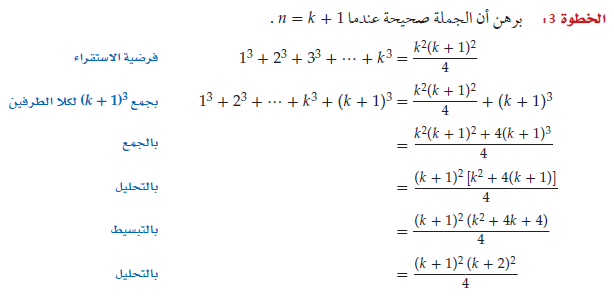 الخطوة 3: برهن أن الجملة صحيحة عندما n = k + 1 .
1³ + 2³ + 3³ + ⋯ + k³ = k²(k + 1)²/4 فرضية الاستقراء
1³ + 2³ + ⋯ + k³ + (k + 1)³ = k²(k + 1)²/4 + (k + 1)³ بجمع (k + 1)³ لكلا الطرفين
= k²(k + 1)² + 4(k + 1)³/4 بالجمع
= (k + 1)² [k² + 4(k + 1)]/4 بالتحليل
= (k + 1)² (k² + 4k + 4)/4 بالتبسيط
= (k + 1)² (k + 2)²/4 بالتحليل